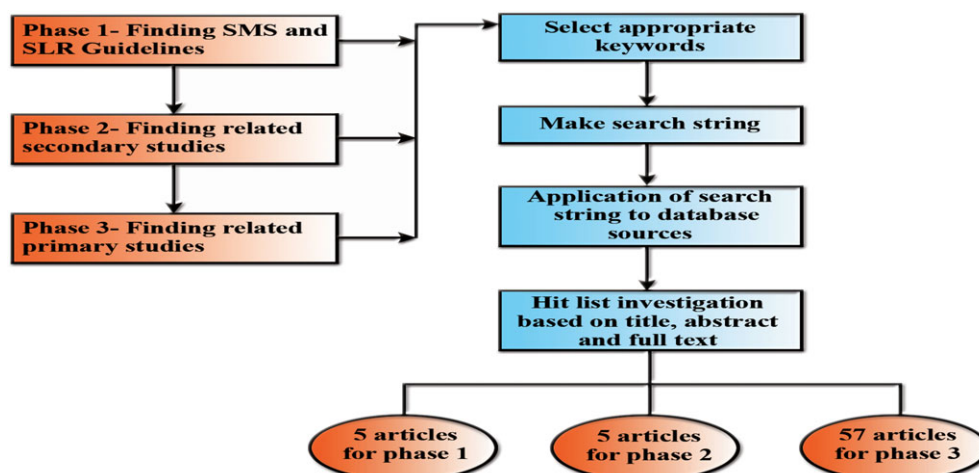 Phase 1- Finding SMS and
SLR Guidelines
Phase 2- Finding related
secondary studies
Phase 3- Finding related
primary studies
Select appropriate
keywords
Make search string
Application of search
string to database
sources
Hit list investigation
based on title, abstract
and full text
5 articles
for phase 1
5 articles
for phase 2
57 articles
for phase 3